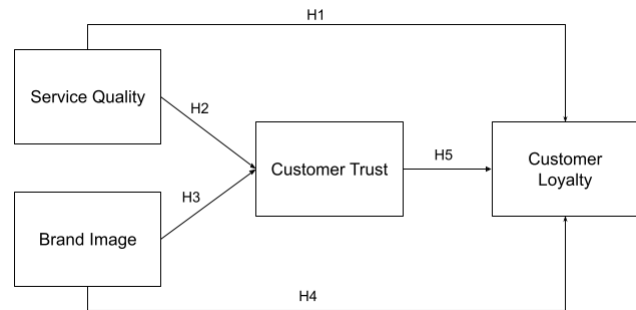 H1
Service Quality
H2
Customer Trust
H5
Customer
Loyalty
H3
Brand Image
H4